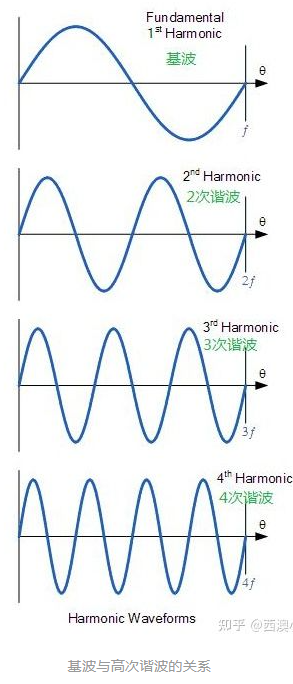 Fundamental
1st Harmonic
基波
θ
f
2nd Harmonic
2次谐波
θ
2f
3rd Harmonic
3次谐波
θ
3f
4th Harmonic
4次谐波
θ
4f
Harmonic Waveforms
知乎 @西澳
基波与高次谐波的关系